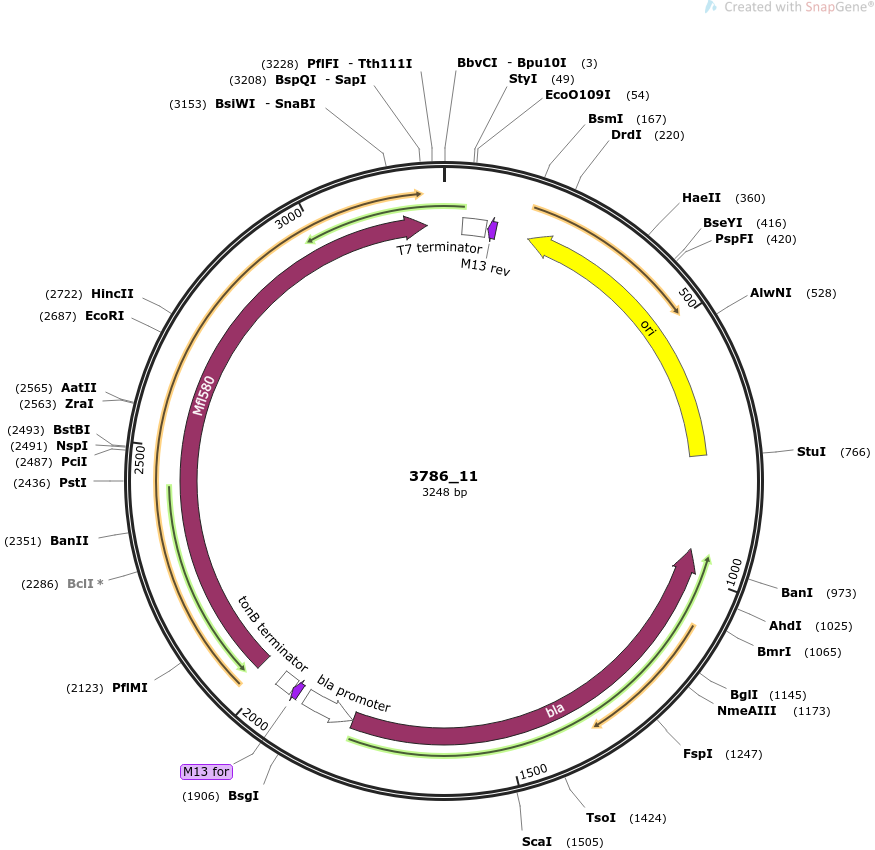 Created with SnapGene®
(3228) PflFI - Tth111I
(3208) BspQI - SapI
(3153) BsiWI - SnaBI
BbvCI - Bpu10I (3)
StyI (49)
EcoO109I (54)
BsmI (167)
DrdI (220)
HaeII (360)
BseYI (416)
PspFI (420)
AlwNI (528)
StuI (766)
BanI (973)
AhdI (1025)
BmrI (1065)
BglI (1145)
NmeAIII (1173)
FspI (1247)
TsoI (1424)
ScaI (1505)
(1906) BsgI
M13 for
(2123) PflMI
(2286) BclI *
(2351) BanII
(2436) PstI
(2487) PciI
(2491) NspI
(2493) BstBI
(2563) ZraI
(2565) AatII
(2687) EcoRI
(2722) HincII
500
1000
1500
2000
2500
3000
T7 terminator
M13 rev
ori
bla
bla promoter
tonB terminator
Mfl580
3786_11
3248 bp